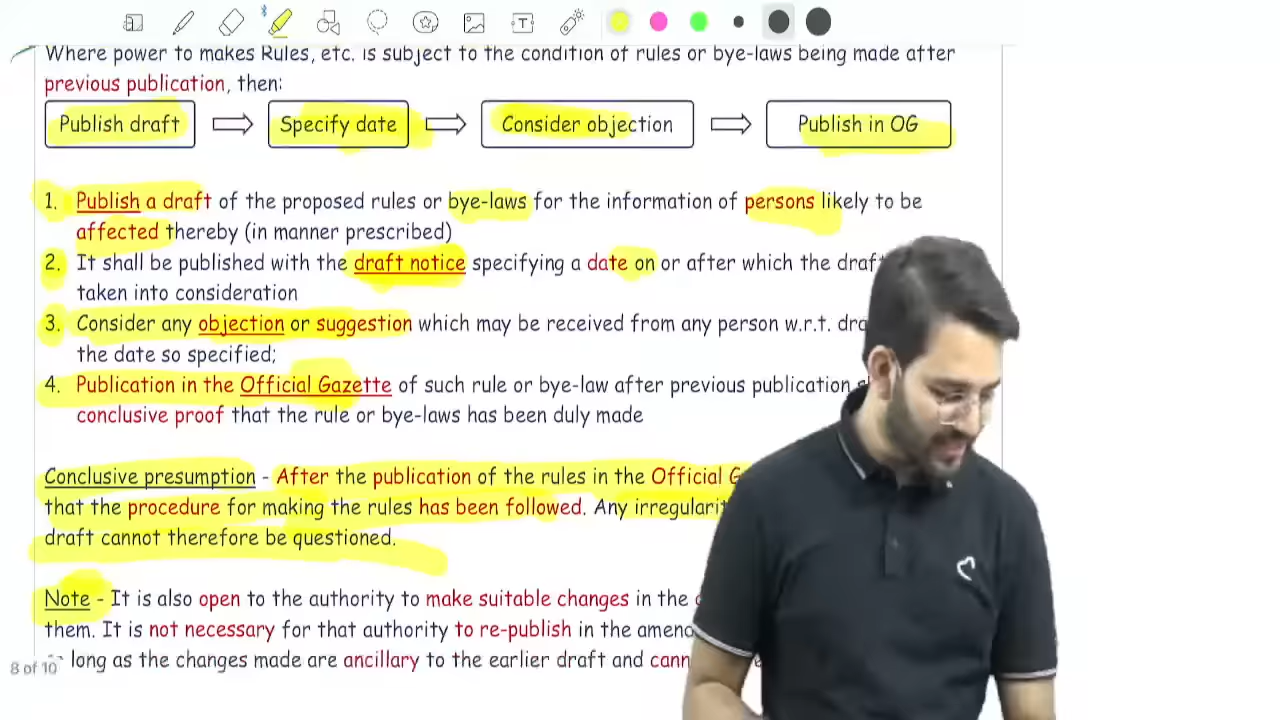 Where power to makes Rules, etc. is subject to the condition of rules or bye-laws being made after
previous publication, then:
Publish draft
Specify date
Consider objection
Publish in OG
1. Publish a draft of the proposed rules or bye-laws for the information of persons likely to be
affected thereby (in manner prescribed)
2. It shall be published with the draft notice specifying a date on or after which the draf
taken into consideration
3. Consider any objection or suggestion which may be received from any person w.r.t. dra
the date so specified;
4. Publication in the Official Gazette of such rule or bye-law after previous publication
conclusive proof that the rule or bye-laws has been duly made
Conclusive presumption - After the publication of the rules in the Official G
that the procedure for making the rules has been followed. Any irregularit
draft cannot therefore be questioned.
Note - It is also open to the authority to make suitable changes in the
them. It is not necessary for that authority to re-publish in the amend
long as the changes made are ancillary to the earlier draft and cann
8 of 10